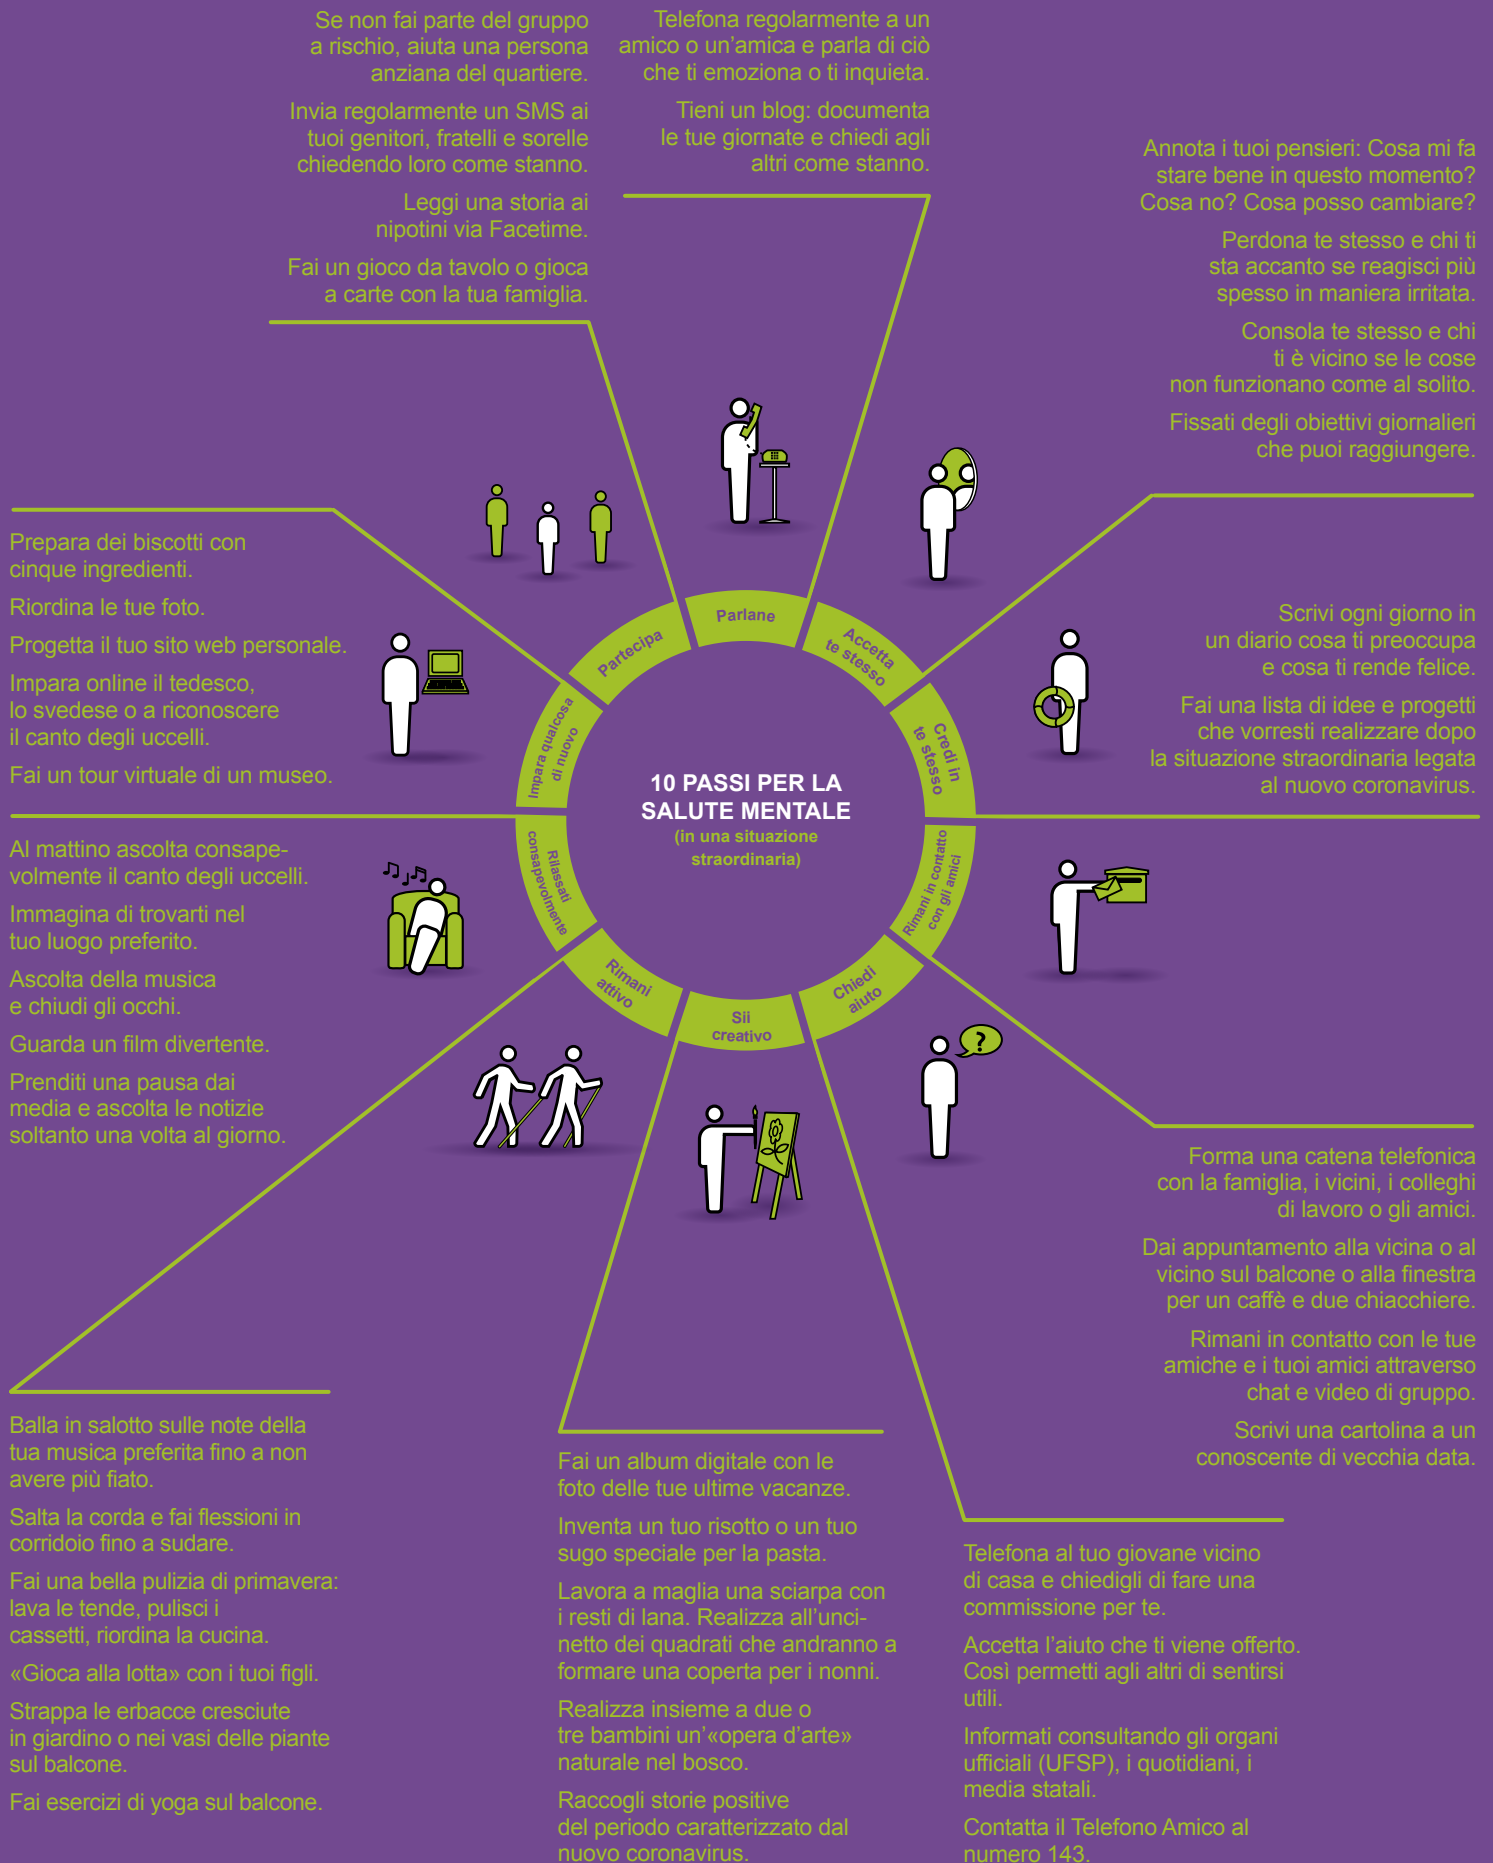 Se non fai parte del gruppo
a rischio, aiuta una persona
anziana del quartiere.
Invia regolarmente un SMS ai
tuoi genitori, fratelli e sorelle
chiedendo loro come stanno.
Leggi una storia ai
nipotini via Facetime.
Fai un gioco da tavolo o gioca
a carte con la tua famiglia.
Telefona regolarmente a un
amico o un’amica e parla di ciò
che ti emoziona o ti inquieta.
Tieni un blog: documenta
le tue giornate e chiedi agli
altri come stanno.
Annota i tuoi pensieri: Cosa mi fa
stare bene in questo momento?
Cosa no? Cosa posso cambiare?
Perdona te stesso e chi ti
sta accanto se reagisci più
spesso in maniera irritata.
Consola te stesso e chi
ti è vicino se le cose
non funzionano come al solito.
Fissati degli obiettivi giornalieri
che puoi raggiungere.
Prepara dei biscotti con
cinque ingredienti.
Riordina le tue foto.
Progetta il tuo sito web personale.
Impara online il tedesco,
lo svedese o a riconoscere
il canto degli uccelli.
Fai un tour virtuale di un museo.
Scrivi ogni giorno in
un diario cosa ti preoccupa
e cosa ti rende felice.
Fai una lista di idee e progetti
che vorresti realizzare dopo
la situazione straordinaria legata
al nuovo coronavirus.
Parlane
Accetta
te stesso
Credi in
te stesso
Rimani in contatto
con gli amici
Chiedi
aiuto
Sii
creativo
Rimani
attivo
Rilassati
consapevolmente
Impara qualcosa
di nuovo
Partecipa
10 PASSI PER LA
SALUTE MENTALE
(in una situazione
straordinaria)
?
Al mattino ascolta consape-
volmente il canto degli uccelli.
Immagina di trovarti nel
tuo luogo preferito.
Ascolta della musica
e chiudi gli occhi.
Guarda un film divertente.
Prenditi una pausa dai
media e ascolta le notizie
soltanto una volta al giorno.
Forma una catena telefonica
con la famiglia, i vicini, i colleghi
di lavoro o gli amici.
Dai appuntamento alla vicina o al
vicino sul balcone o alla finestra
per un caffè e due chiacchiere.
Rimani in contatto con le tue
amiche e i tuoi amici attraverso
chat e video di gruppo.
Scrivi una cartolina a un
conoscente di vecchia data.
Balla in salotto sulle note della
tua musica preferita fino a non
avere più fiato.
Salta la corda e fai flessioni in
corridoio fino a sudare.
Fai una bella pulizia di primavera:
lava le tende, pulisci i
cassetti, riordina la cucina.
«Gioca alla lotta» con i tuoi figli.
Strappa le erbacce cresciute
in giardino o nei vasi delle piante
sul balcone.
Fai esercizi di yoga sul balcone.
Fai un album digitale con le
foto delle tue ultime vacanze.
Inventa un tuo risotto o un tuo
sugo speciale per la pasta.
Lavora a maglia una sciarpa con
i resti di lana. Realizza all’unci-
netto dei quadrati che andranno a
formare una coperta per i nonni.
Realizza insieme a due o
tre bambini un’«opera d’arte»
naturale nel bosco.
Raccogli storie positive
del periodo caratterizzato dal
nuovo coronavirus.
Telefona al tuo giovane vicino
di casa e chiedigli di fare una
commissione per te.
Accetta l’aiuto che ti viene offerto.
Così permetti agli altri di sentirsi
utili.
Informati consultando gli organi
ufficiali (UFSP), i quotidiani, i
media statali.
Contatta il Telefono Amico al
numero 143.